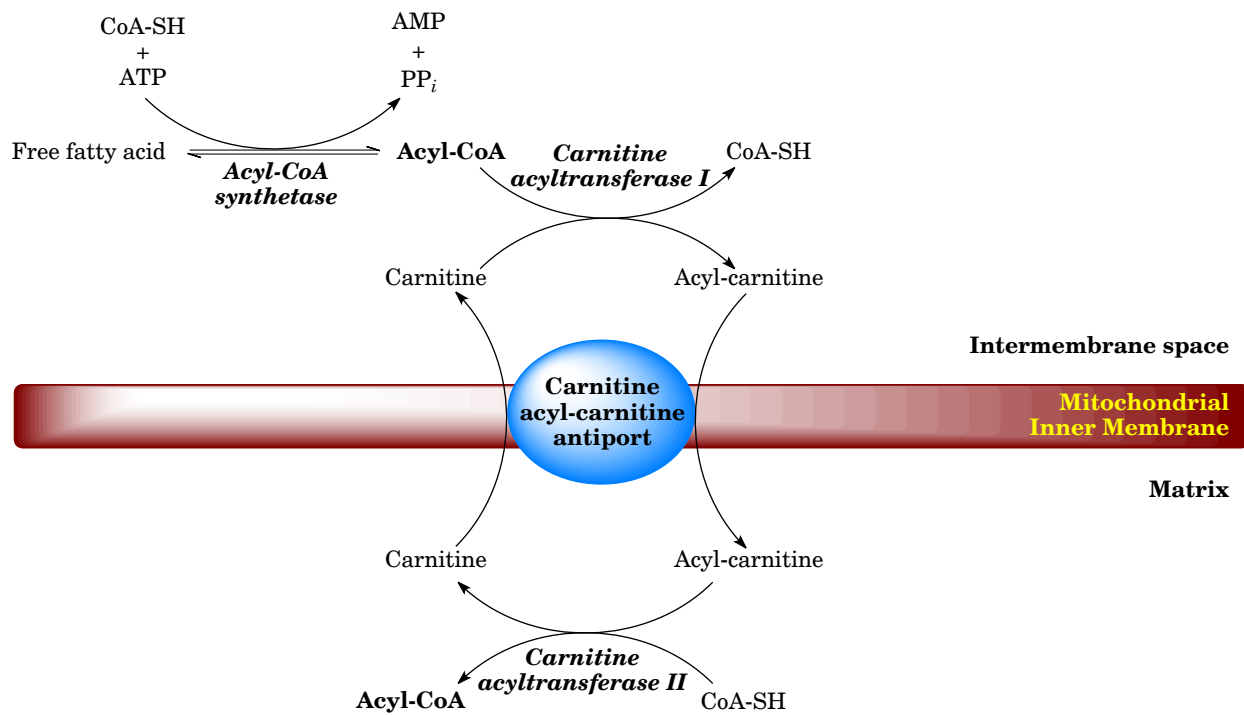 CoA-SH
+
ATP
AMP
+
PPi
Free fatty acid
Acyl-CoA
synthetase
Acyl-CoA
Carnitine
acyltransferase I
CoA-SH
Carnitine
Acyl-carnitine
Intermembrane space
Carnitine
acyl-carnitine
antiport
Mitochondrial
Inner Membrane
Matrix
Carnitine
Acyl-carnitine
Carnitine
acyltransferase II
Acyl-CoA
CoA-SH